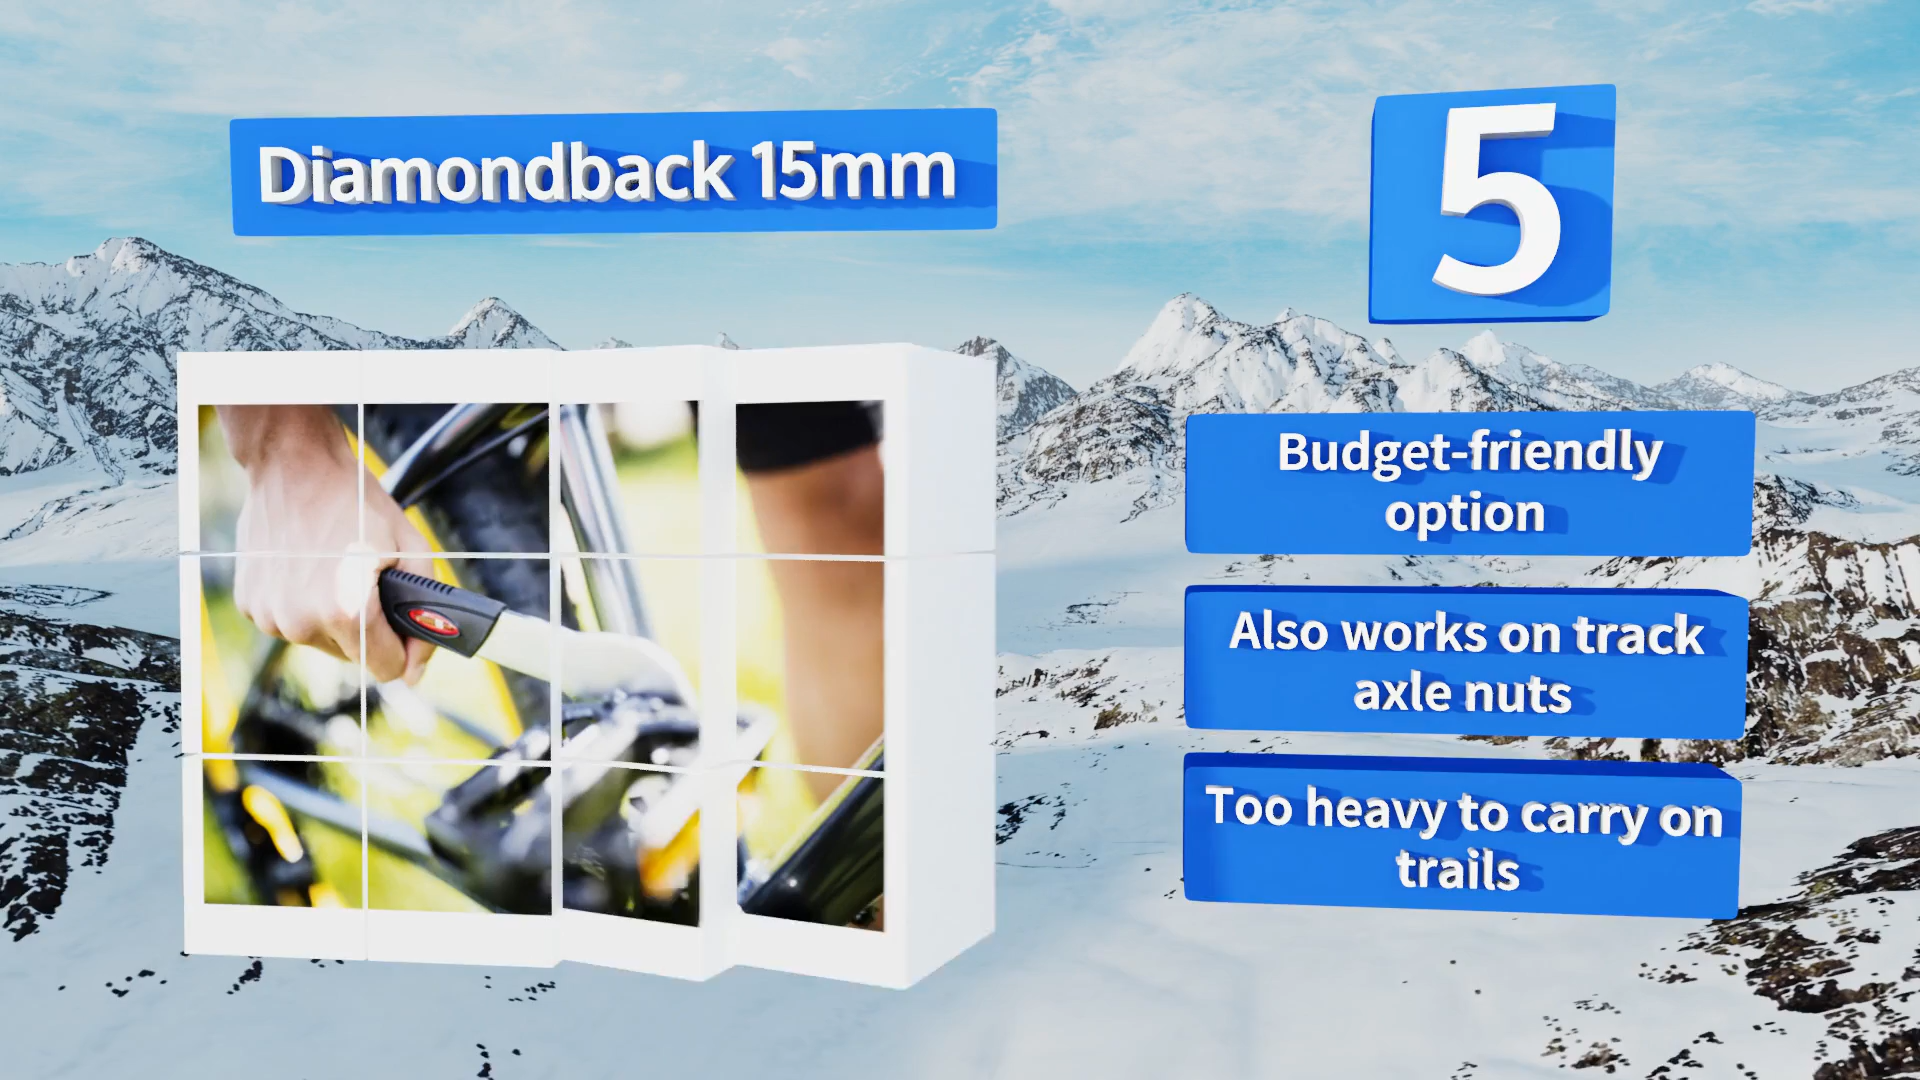 Diamondback 15mm
5
Budget-friendly
option
Also works on track
axle nuts
Too heavy to carry on
trails